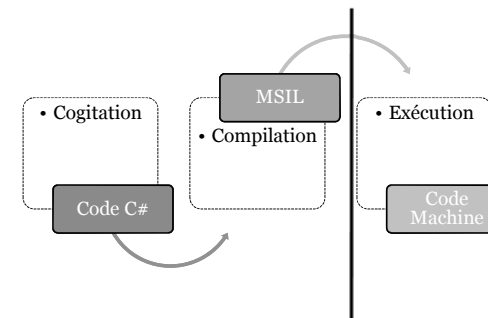 • Cogitation
Code C#
MSIL
• Compilation
• Exécution
Code
Machine